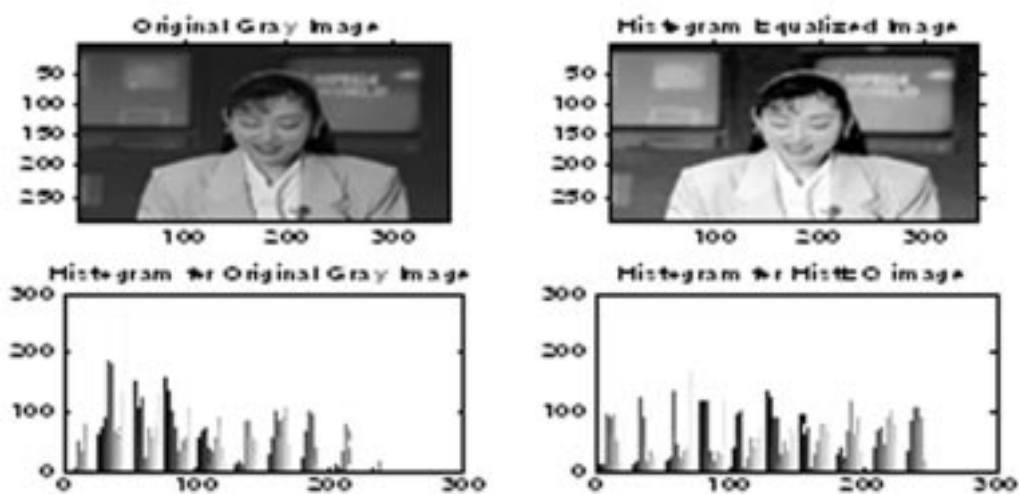 Original Gray Image
Histogram Equalized Image
50
100
150
200
250
100 200 300
50
100
150
200
250
100 200 300
Histogram for Original Gray Image
Histogram for HistEQ image
300
200
100
0
0 100 200 300
300
200
100
0
0 100 200 300